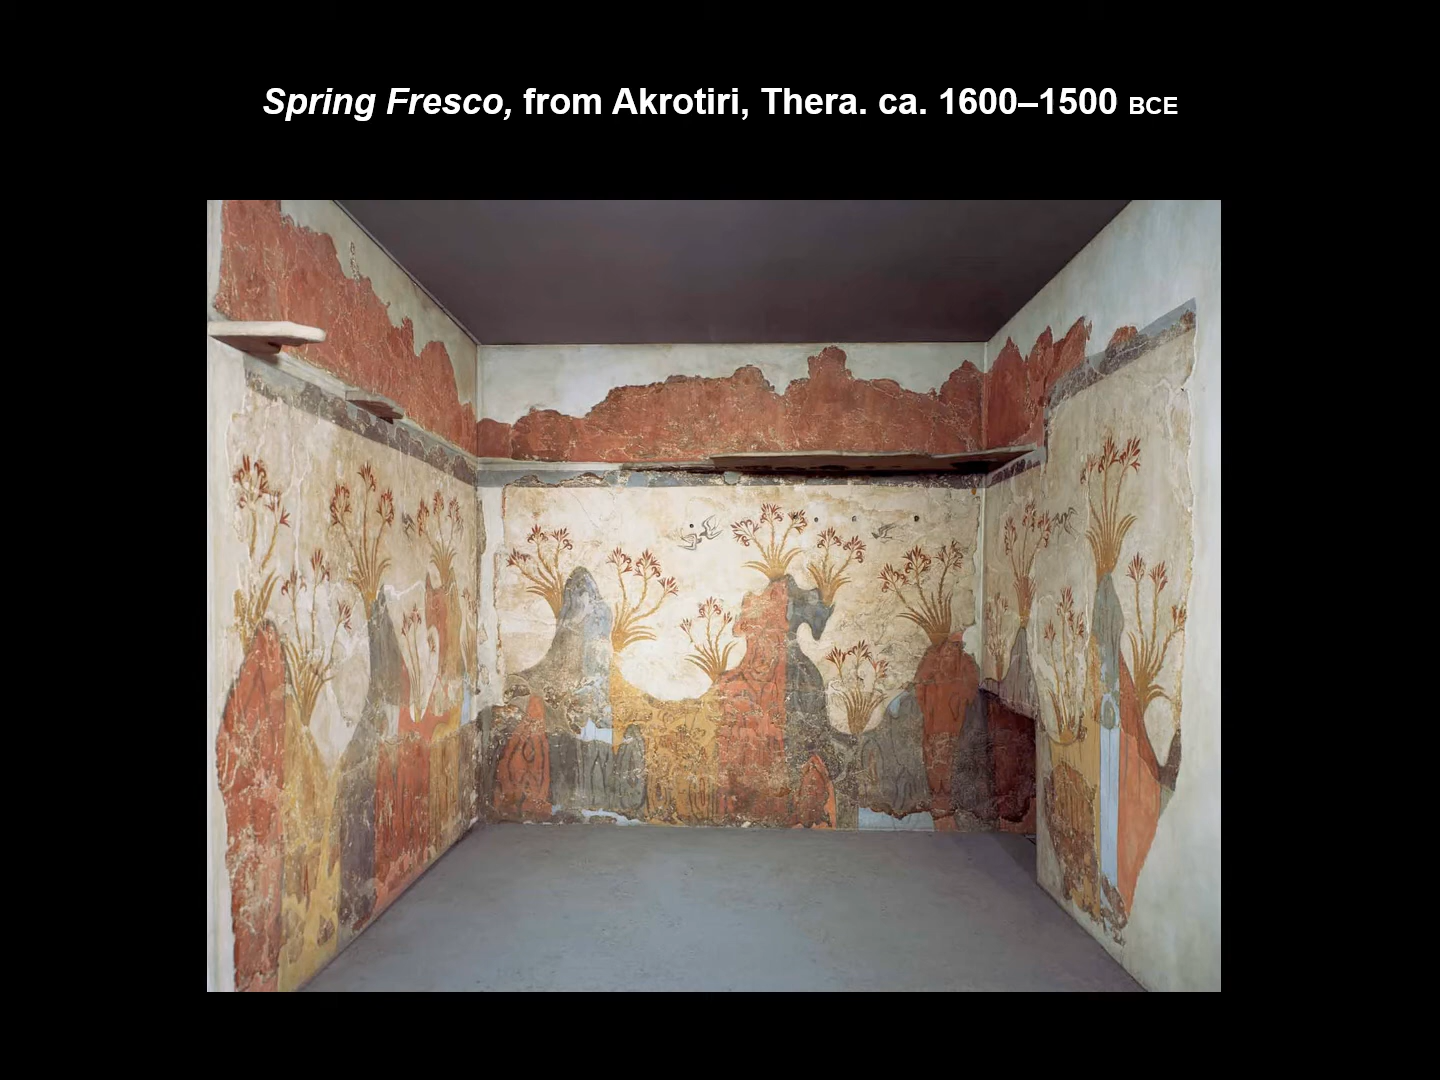 Spring Fresco, from Akrotiri, Thera. ca. 1600–1500 BCE